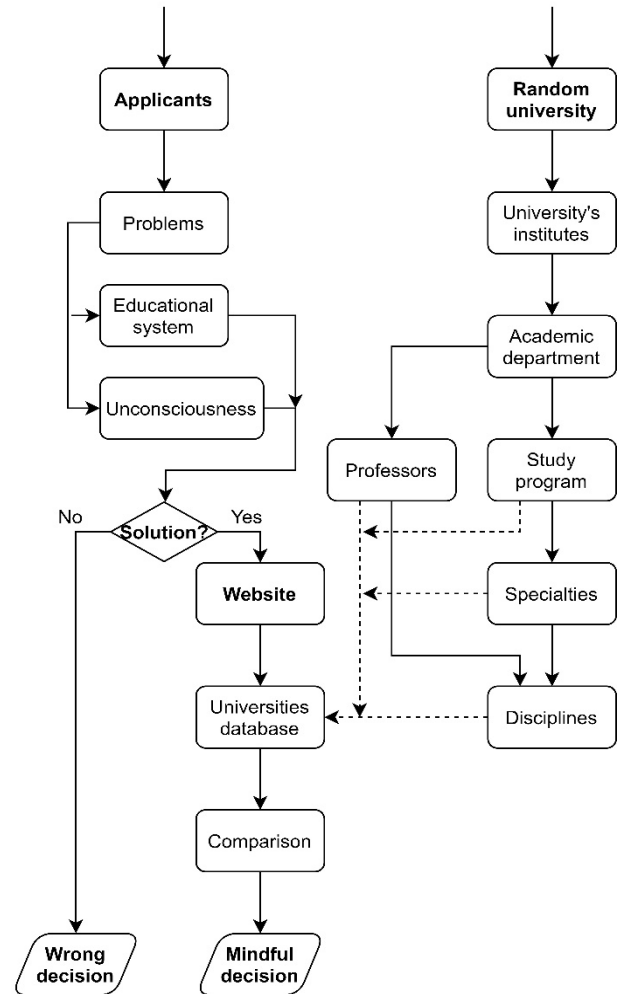 Applicants
Problems
Educational
system
Unconsciousness
No
Solution?
Yes
Website
Universities
database
Comparison
Wrong
decision
Mindful
decision
Random
university
University's
institutes
Academic
department
Professors
Study
program
Specialties
Disciplines